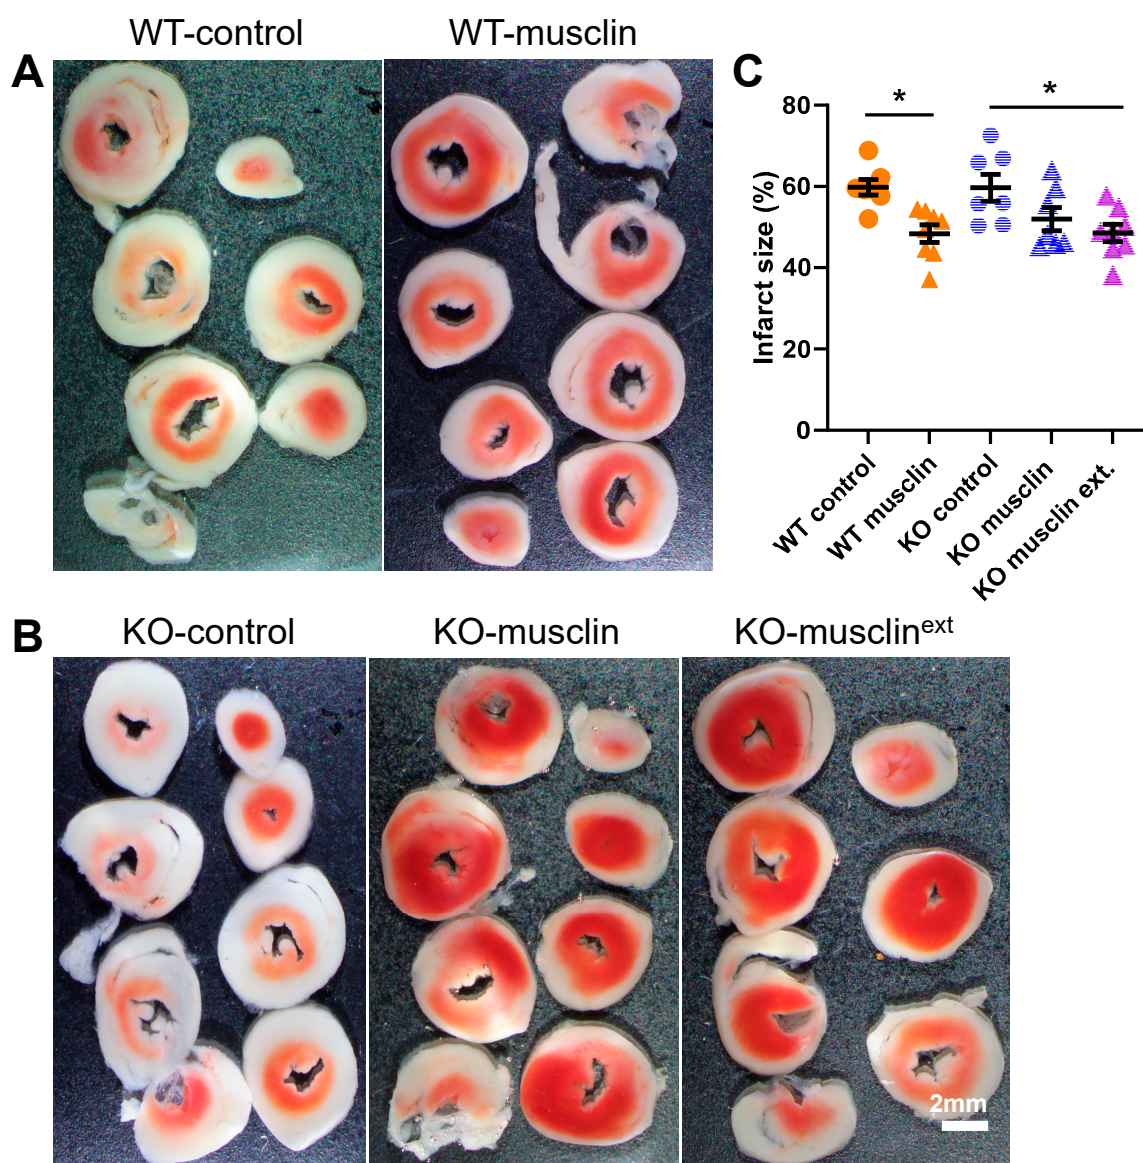 WT-control
WT-musclin
A
C
*
*
80
60
40
20
0
Infarct size (%)
WT control
WT musclin
KO control
KO musclin
KO musclin ext.
B
KO-control
KO-musclin
KO-musclinext
2mm